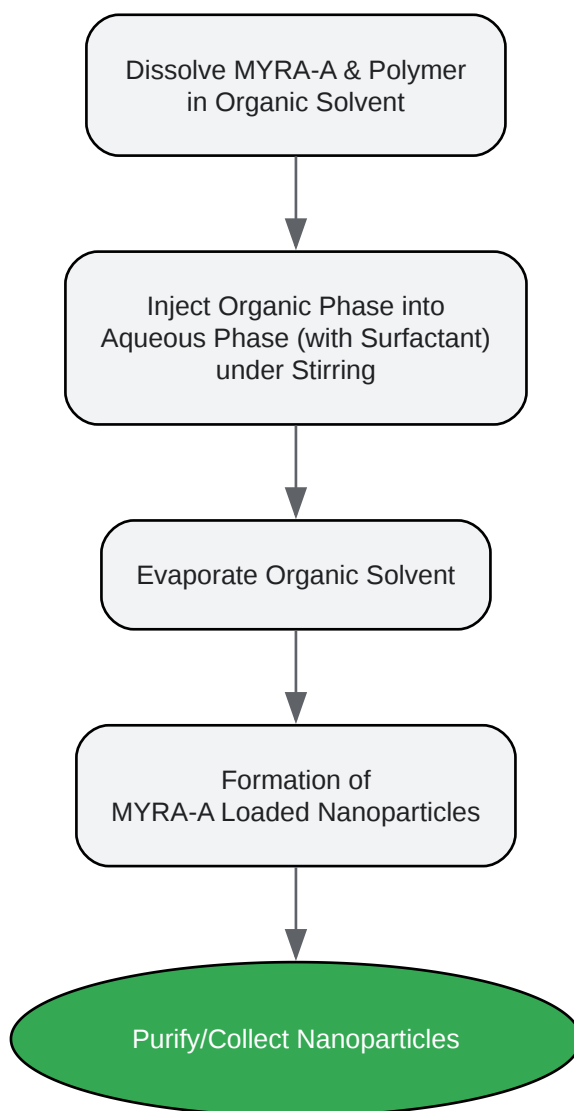 Dissolve MYRA-A & Polymer
in Organic Solvent
Inject Organic Phase into
Aqueous Phase (with Surfactant)
under Stirring
Evaporate Organic Solvent
Formation of
MYRA-A Loaded Nanoparticles
Purify/Collect Nanoparticles